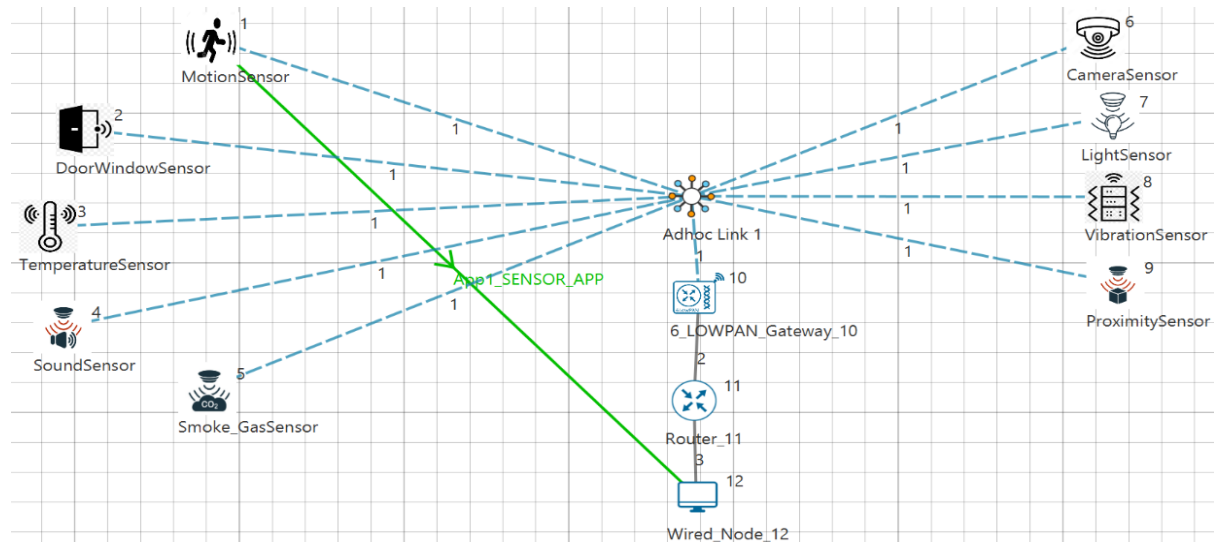 1
MotionSensor
6
CameraSensor
2
DoorWindowSensor
1
1
7
LightSensor
1
1
3
TemperatureSensor
1
Adhoc Link 1
1
8
VibrationSensor
1
App1_SENSOR_APP
1
1
10
6_LOWPAN_Gateway_10
9
ProximitySensor
4
SoundSensor
1
5
CO2
Smoke_GasSensor
2
11
Router_11
3
12
Wired_Node_12